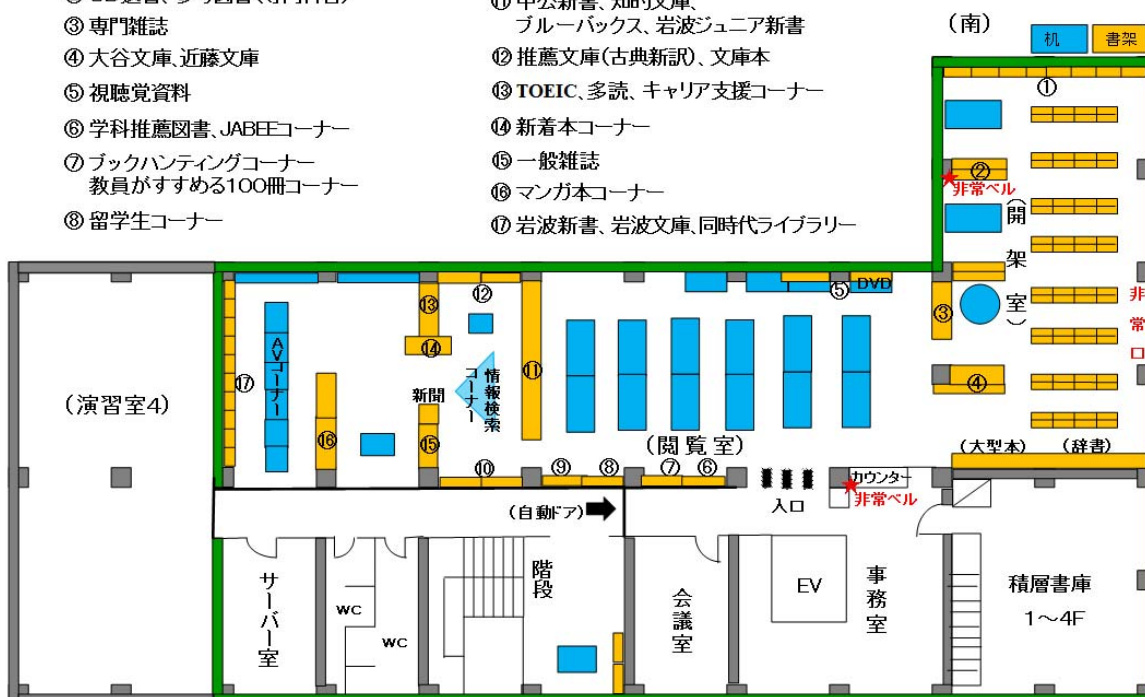 ③ 専門雑誌
④ 大谷文庫、近藤文庫
⑤ 視聴覚資料
⑥ 学科推薦図書、JABEEコーナー
⑦ ブックハンティングコーナー
教員がすすめる100冊コーナー
⑧ 留学生コーナー
⑪ 中公新書、知的文庫、
ブルーバックス、岩波ジュニア新書
⑫ 推薦文庫(古典新訳)、文庫本
⑬ TOEIC、多読、キャリア支援コーナー
⑭ 新着本コーナー
⑮ 一般雑誌
⑯ マンガ本コーナー
⑰ 岩波新書、岩波文庫、同時代ライブラリー
(南)
机
書架
①
②
非常ベル
(開架室)
③
④
非常口
(大型本)
(辞書)
⑤
DVD
(演習室4)
⑰
AVコーナー
⑯
⑬
⑭
新聞
⑮
⑫
情報検索
コーナー
⑪
(閲覧室)
⑩
⑨
⑧
⑦
⑥
カウンター
非常ベル
入口
(自動ドア)
サーバー室
WC
WC
階段
会議室
EV
事務室
積層書庫
1〜4F